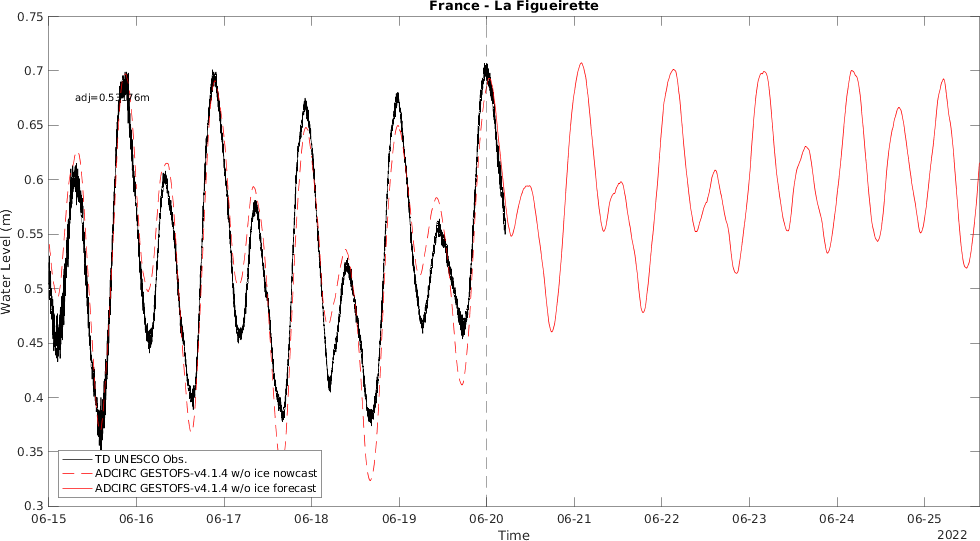 France - La Figueirette
0.75
0.7
0.65
0.6
0.55
0.5
0.45
0.4
0.35
0.3
Water Level (m)
TD UNESCO Obs.
ADCIRC GESTOFS-v4.1.4 w/o ice nowcast
ADCIRC GESTOFS-v4.1.4 w/o ice forecast
06-15 06-16 06-17 06-18 06-19 06-20 06-21 06-22 06-23 06-24 06-25
Time
2022